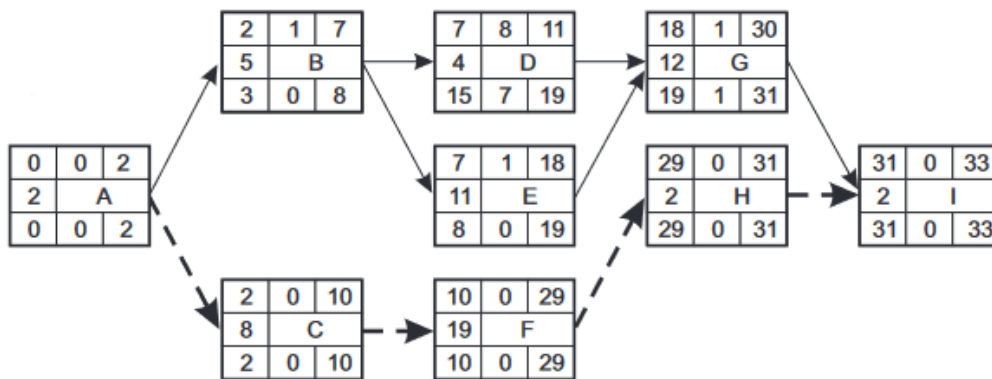 2 1 7
5 B
3 0 8
7 8 11
4 D
15 7 19
18 1 30
12 G
19 1 31
0 0 2
2 A
0 0 2
7 1 18
11 E
8 0 19
29 0 31
2 H
29 0 31
31 0 33
2 I
31 0 33
2 0 10
8 C
2 0 10
10 0 29
19 F
10 0 29